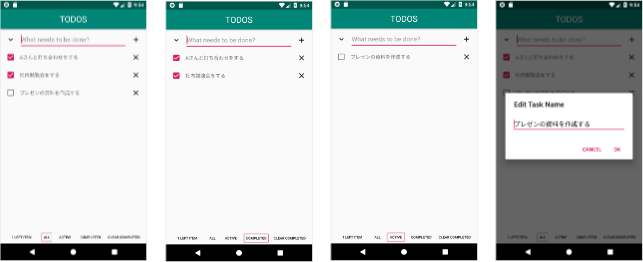 9:54
TODOS
What needs to be done?
Aさんと打ち合わせをする
社内勉強会をする
プレゼンの資料を作成する
1 LEFT ITEM ALL ACTIVE COMPLETED CLEAR COMPLETED
9:54
TODOS
What needs to be done?
Aさんと打ち合わせをする
社内勉強会をする
1 LEFT ITEM ALL ACTIVE COMPLETED CLEAR COMPLETED
9:54
TODOS
What needs to be done?
プレゼンの資料を作成する
1 LEFT ITEM ALL ACTIVE COMPLETED CLEAR COMPLETED
9:54
TODOS
What needs to be done?
Aさんと打ち合わせをする
社内勉強会をする
Edit Task Name
プレゼンの資料を作成する
CANCEL OK
1 LEFT ITEM ALL ACTIVE COMPLETED CLEAR COMPLETED